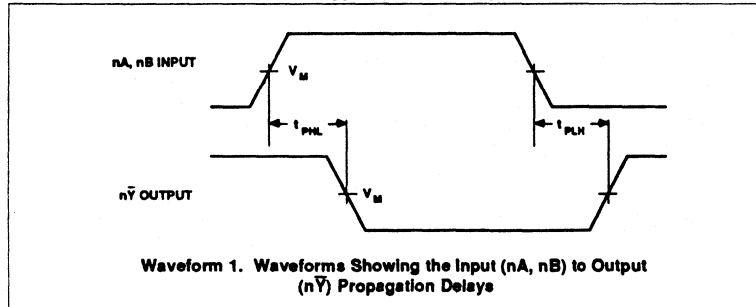 nA, nB INPUT
V_M
t_PHL
t_PLH
nȲ OUTPUT
V_M
Waveform 1. Waveforms Showing the Input (nA, nB) to Output
(nȲ) Propagation Delays